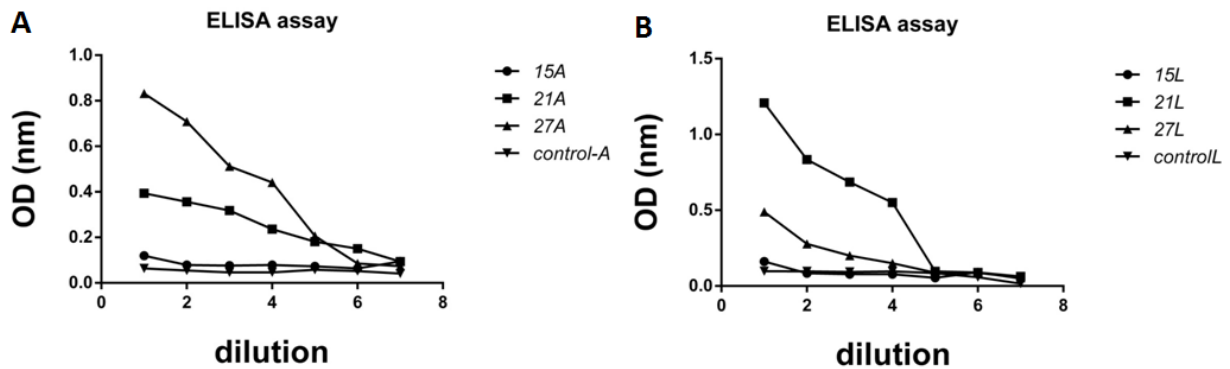 A
ELISA assay
OD (nm)
1.0
0.8
0.6
0.4
0.2
0.0
0
2
4
6
8
dilution
15A
21A
27A
control-A
B
ELISA assay
OD (nm)
1.5
1.0
0.5
0.0
0
2
4
6
8
dilution
15L
21L
27L
controlL